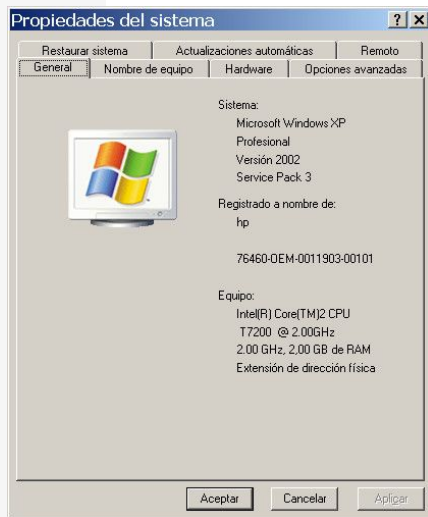 Propiedades del sistema
Restaurar sistema
Actualizaciones automáticas
Remoto
General
Nombre de equipo
Hardware
Opciones avanzadas
Sistema:
Microsoft Windows XP
Profesional
Versión 2002
Service Pack 3
Registrado a nombre de:
hp
76460-OEM-0011903-00101
Equipo:
Intel(R) Core(TM)2 CPU
T7200 @ 2.00GHz
2.00 GHz, 2,00 GB de RAM
Extensión de dirección física
Aceptar
Cancelar
Aplicar